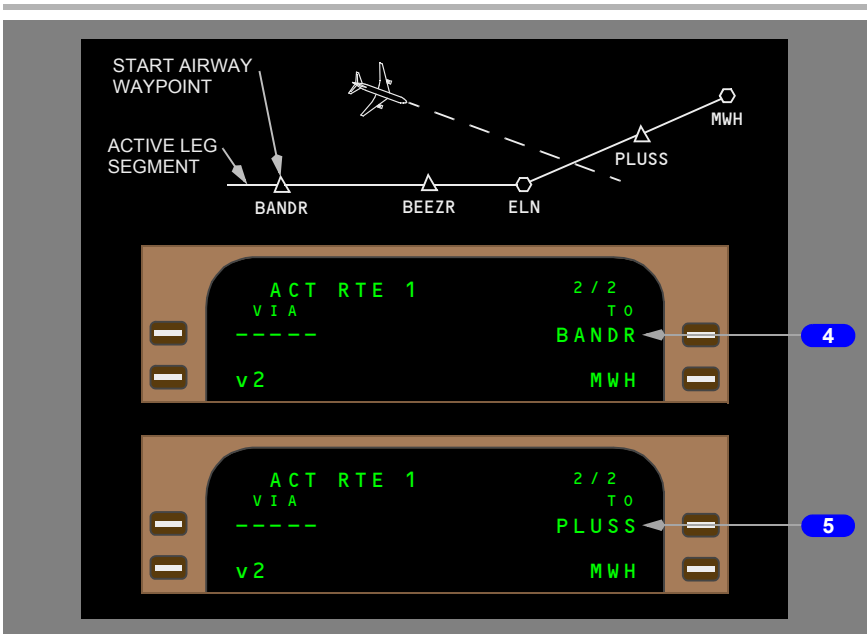 START AIRWAY
WAYPOINT
ACTIVE LEG
SEGMENT
MWH
PLUSS
BANDR
BEEZR
ELN
ACT RTE 1 2/2
VIA TO
----- BANDR
4
v2 MWH
ACT RTE 1 2/2
VIA TO
----- PLUSS
5
v2 MWH